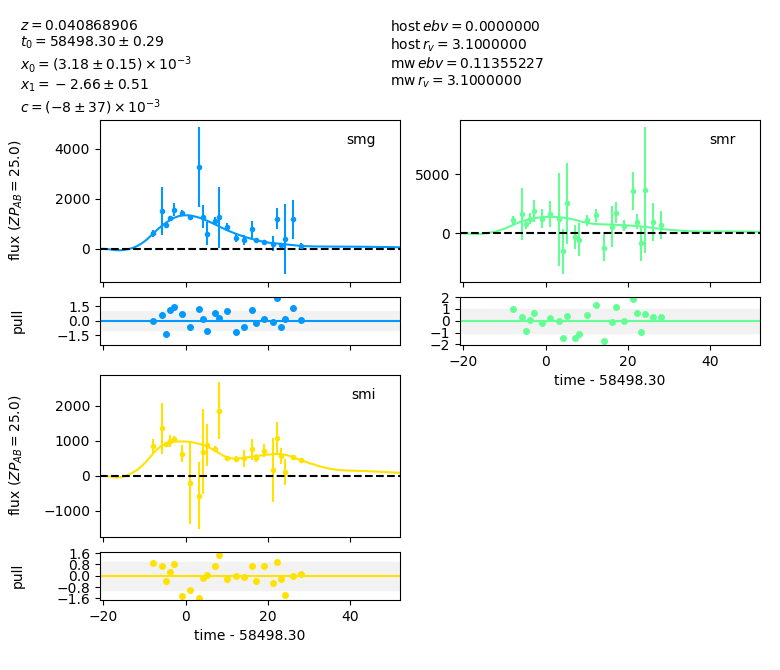 z = 0.040868906
t₀ = 58498.30 ± 0.29
x₀ = (3.18 ± 0.15) × 10⁻³
x₁ = −2.66 ± 0.51
c = (−8 ± 37) × 10⁻³
host ebv = 0.0000000
host r_v = 3.1000000
mw ebv = 0.11355227
mw r_v = 3.1000000
smg
4000
2000
0
flux (ZP_AB = 25.0)
1.5
0.0
−1.5
pull
smr
5000
0
2
1
0
−1
−2
−20 0 20 40
time - 58498.30
smi
2000
1000
0
−1000
flux (ZP_AB = 25.0)
1.6
0.8
0.0
−0.8
−1.6
pull
−20 0 20 40
time - 58498.30